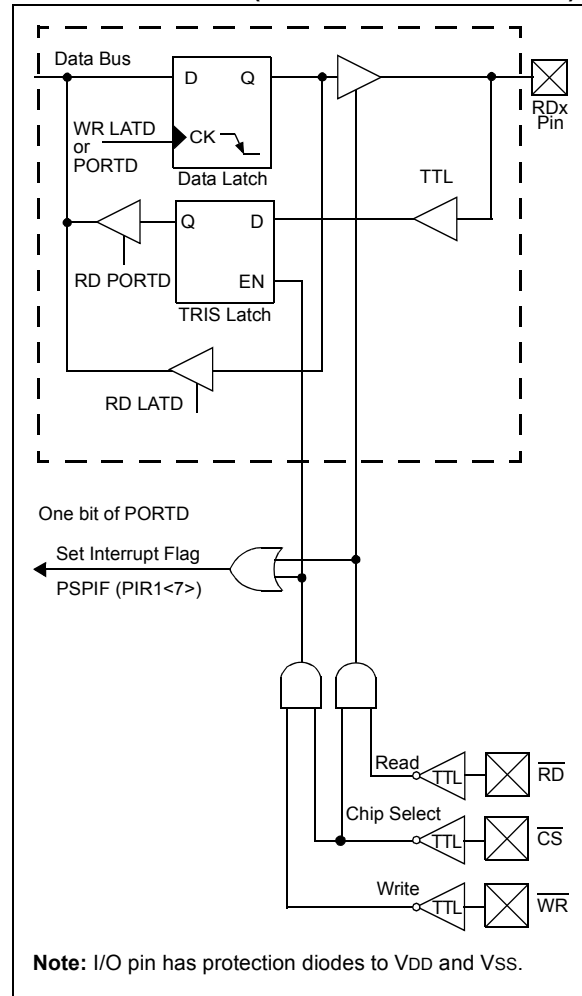 Data Bus
D Q
WR LATD
or
PORTD
CK
Data Latch
RDx
Pin
TTL
Q D
RD PORTD
EN
TRIS Latch
RD LATD
One bit of PORTD
Set Interrupt Flag
PSPIF (PIR1<7>)
Read
TTL
RD
Chip Select
TTL
CS
Write
TTL
WR
Note: I/O pin has protection diodes to VDD and VSS.